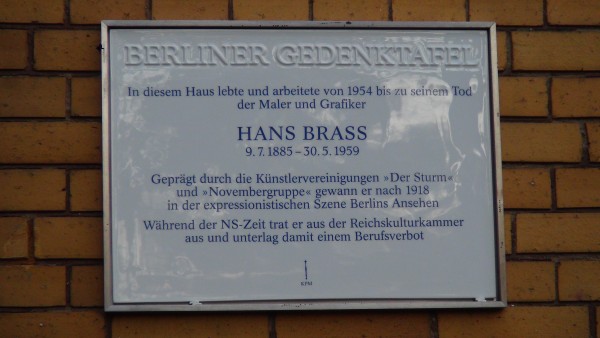 BERLINER GEDENKTAFEL
In diesem Haus lebte und arbeitete von 1954 bis zu seinem Tod
der Maler und Grafiker
HANS BRASS
9. 7. 1885 – 30. 5. 1959
Geprägt durch die Künstlervereinigungen »Der Sturm«
und »Novembergruppe« gewann er nach 1918
in der expressionistischen Szene Berlins Ansehen
Während der NS-Zeit trat er aus der Reichskulturkammer
aus und unterlag damit einem Berufsverbot
KPM